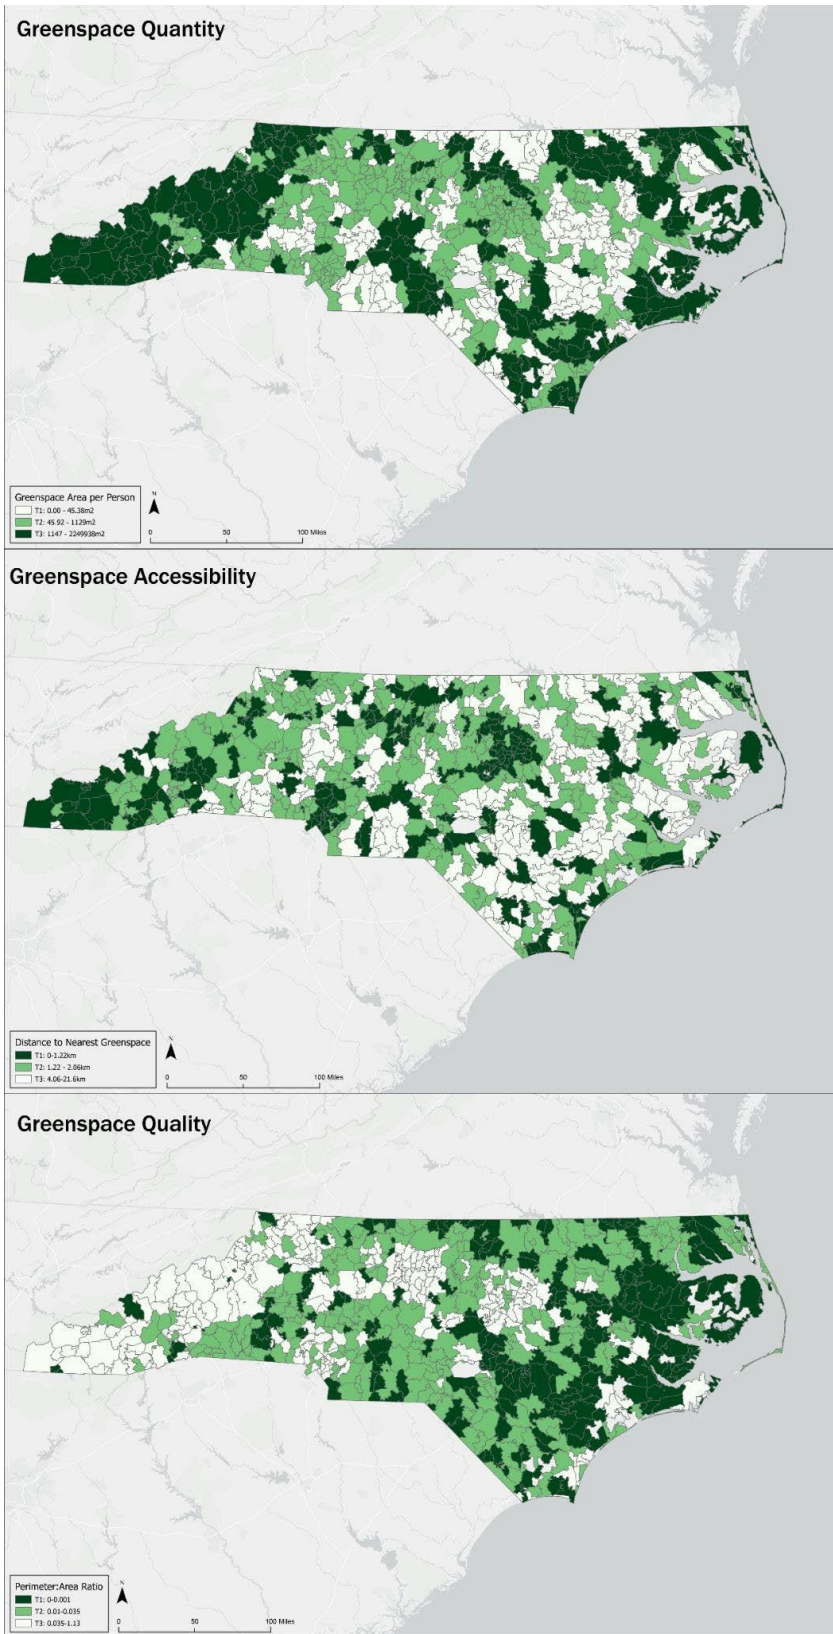 Greenspace Quantity
Greenspace Area per Person
T1: 0.00 - 45.38m2
T2: 45.92 - 1129m2
T3: 1147 - 2249938m2
N
0 50 100 Miles
Greenspace Accessibility
Distance to Nearest Greenspace
T1: 0-1.22km
T2: 1.22 - 2.06km
T3: 4.06-21.6km
N
0 50 100 Miles
Greenspace Quality
Perimeter:Area Ratio
T1: 0-0.001
T2: 0.01-0.035
T3: 0.035-1.13
N
0 50 100 Miles